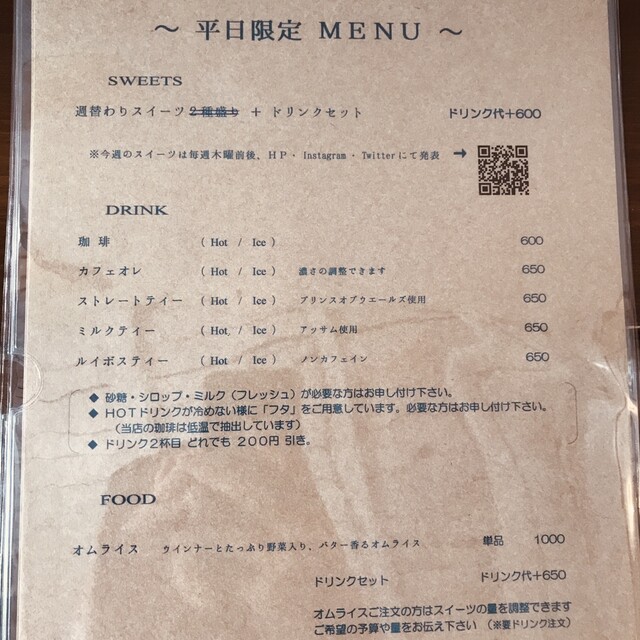 ～ 平日限定 MENU ～
SWEETS
週替わりスイーツ２種盛り ＋ ドリンクセット ドリンク代＋600
※今週のスイーツは毎週木曜前後、ＨＰ・ Instagram ・ Twitterにて発表 →
DRINK
珈 琲 （ Hot / Ice ） 600
カフェオレ （ Hot / Ice ） 濃さの調整できます 650
ストレートティー （ Hot / Ice ） プリンスオブウエールズ使用 650
ミルクティー （ Hot / Ice ） アッサム使用 650
ルイボスティー （ Hot / Ice ） ノンカフェイン 650
◆ 砂糖・シロップ・ミルク（フレッシュ）が必要な方はお申し付け下さい。
◆ ＨＯＴドリンクが冷めない様に「フタ」をご用意しています。必要な方はお申し付け下さい。
（当店の珈琲は低温で抽出しています）
◆ ドリンク２杯目 どれでも ２００円 引き。
FOOD
オムライス ウインナーとたっぷり野菜入り、バター香るオムライス 単品 1000
ドリンクセット ドリンク代＋650
オムライスご注文の方はスイーツの量を調整できます
ご希望の予算や量をお伝え下さい （※要ドリンク注文）